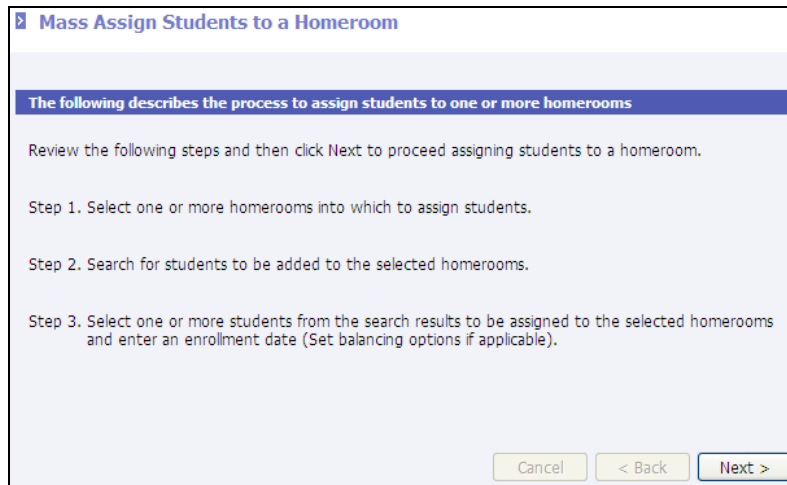 Mass Assign Students to a Homeroom
The following describes the process to assign students to one or more homerooms
Review the following steps and then click Next to proceed assigning students to a homeroom.
Step 1. Select one or more homerooms into which to assign students.
Step 2. Search for students to be added to the selected homerooms.
Step 3. Select one or more students from the search results to be assigned to the selected homerooms
and enter an enrollment date (Set balancing options if applicable).
Cancel < Back Next >